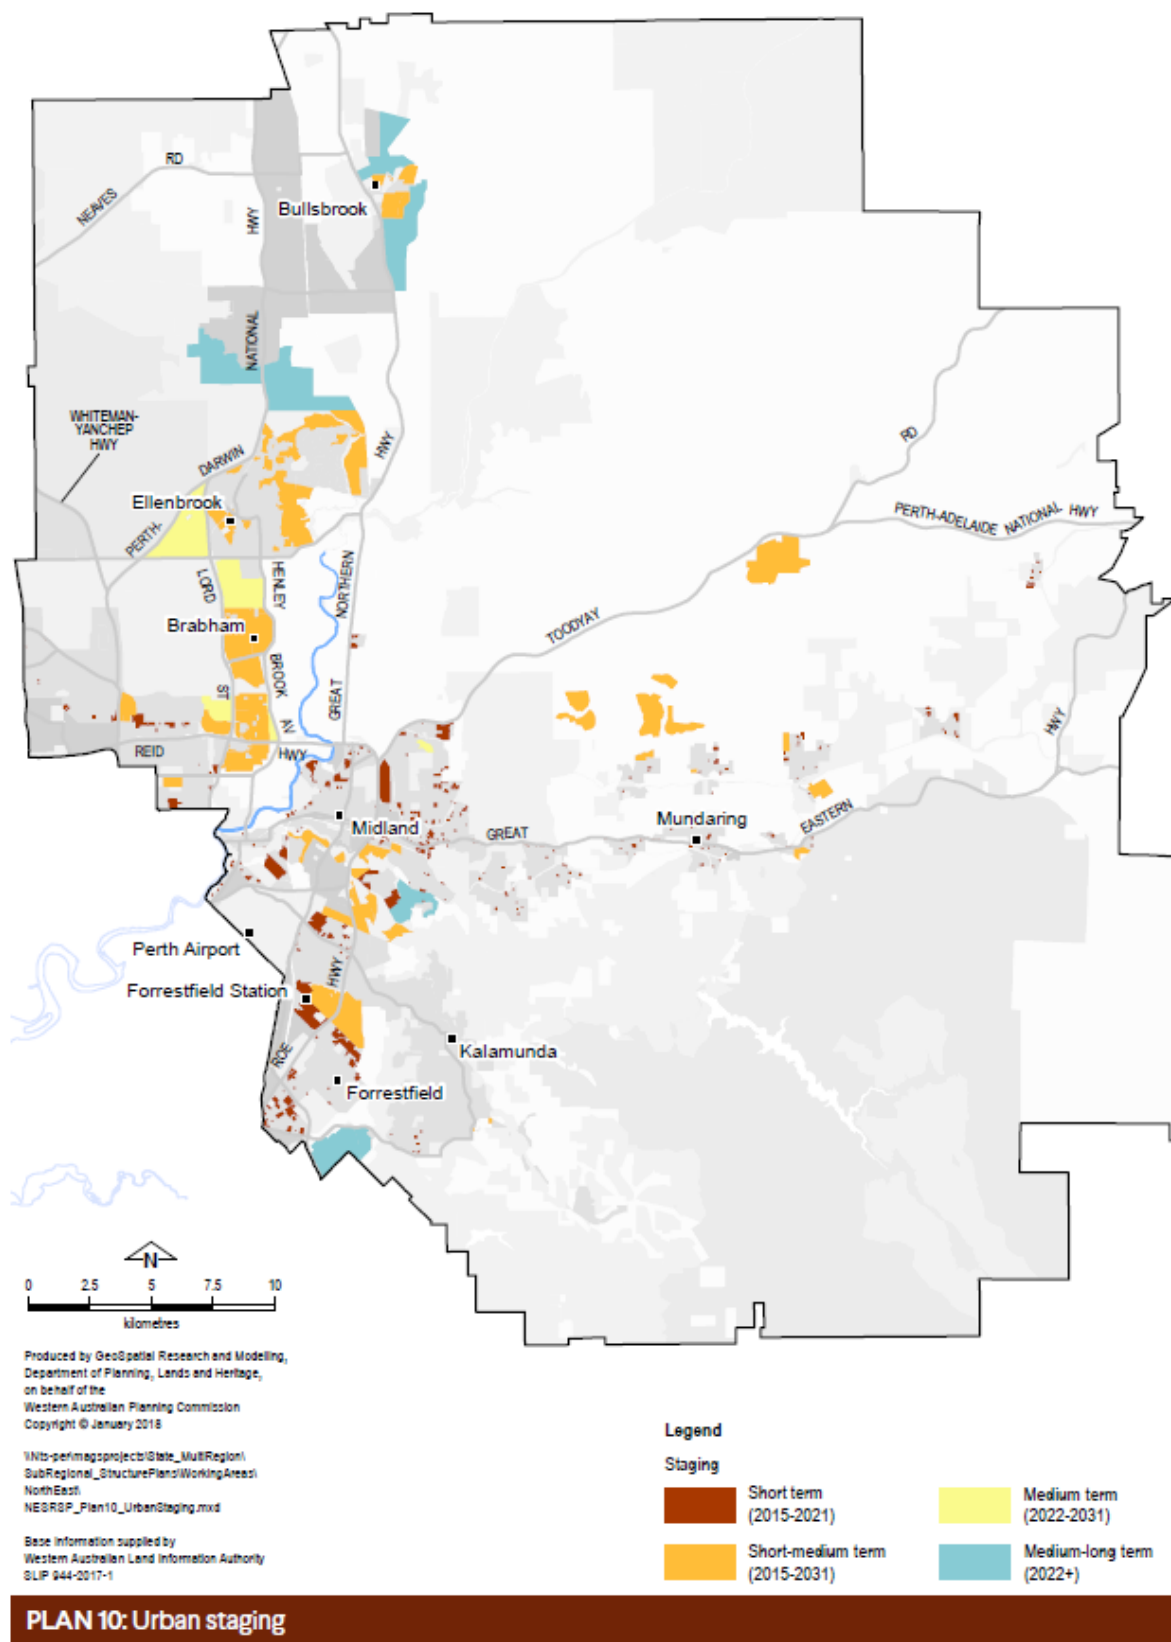 NEAVES
RD
HWY
Bullsbrook
NATIONAL
WHITEMAN-
YANCHEP
HWY
DARWIN
HWY
RD
Ellenbrook
PERTH-
PERTH-ADELAIDE NATIONAL HWY
LORD
HENLEY
NORTHERN
TOODYAY
Brabham
BROOK
ST
AV
GREAT
HWY
REID
HWY
Midland
GREAT
Mundaring
EASTERN
Perth Airport
HWY
Forrestfield Station
ROE
Kalamunda
Forrestfield
N
0 2.5 5 7.5 10
kilometres
Produced by GeoSpatial Research and Modelling,
Department of Planning, Lands and Heritage,
on behalf of the
Western Australian Planning Commission
Copyright © January 2018
\\Nts-per\magsprojects\State_MultiRegion\
SubRegional_StructurePlans\WorkingAreas\
NorthEast\
NESRSP_Plan10_UrbanStaging.mxd
Base information supplied by
Western Australian Land Information Authority
SLIP 944-2017-1
Legend
Staging
Short term
(2015-2021)
Medium term
(2022-2031)
Short-medium term
(2015-2031)
Medium-long term
(2022+)
PLAN 10: Urban staging